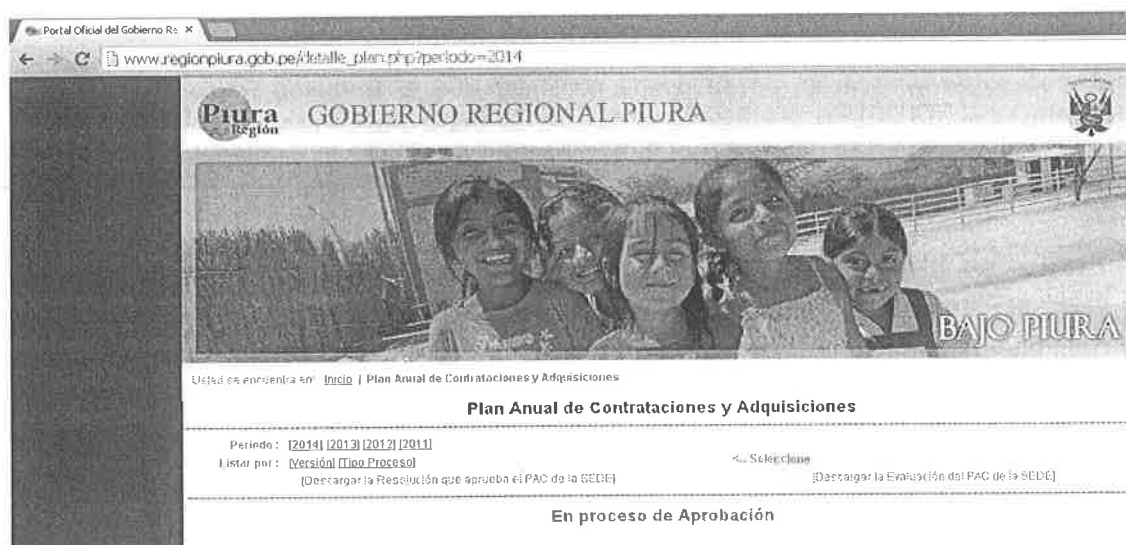 Portal Oficial del Gobierno Re ×
www.regionpiura.gob.pe/detalle_plan.php?periodo=2014
Piura Región GOBIERNO REGIONAL PIURA
BAJO PIURA
Usted se encuentra en: Inicio | Plan Anual de Contrataciones y Adquisiciones
Plan Anual de Contrataciones y Adquisiciones
Periodo : [2014] [2013] [2012] [2011]
Listar por : [Versión] [Tipo Proceso] <-- Seleccione
[Descargar la Resolución que aprueba el PAC de la SEDE] [Descargar la Evaluación del PAC de la SEDE]
En proceso de Aprobación